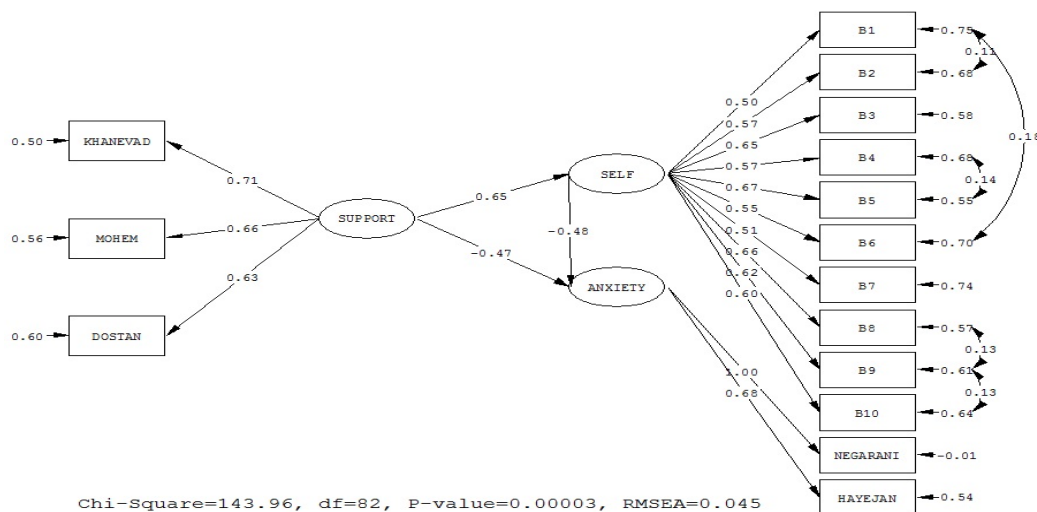 B1
0.75
0.11
B2
0.68
0.50
B3
0.58
0.57
0.50
KHANEVAD
0.65
0.18
B4
0.68
0.57
0.14
0.71
SELF
0.67
B5
0.55
0.65
0.55
SUPPORT
0.56
MOHEM
0.66
0.51
B6
0.70
-0.48
0.66
-0.47
0.62
0.63
ANXIETY
0.60
B7
0.74
B8
0.57
0.60
DOSTAN
0.13
B9
0.61
1.00
0.13
0.68
B10
0.64
NEGARANI
-0.01
HAYEJAN
0.54
Chi-Square=143.96, df=82, P-value=0.00003, RMSEA=0.045